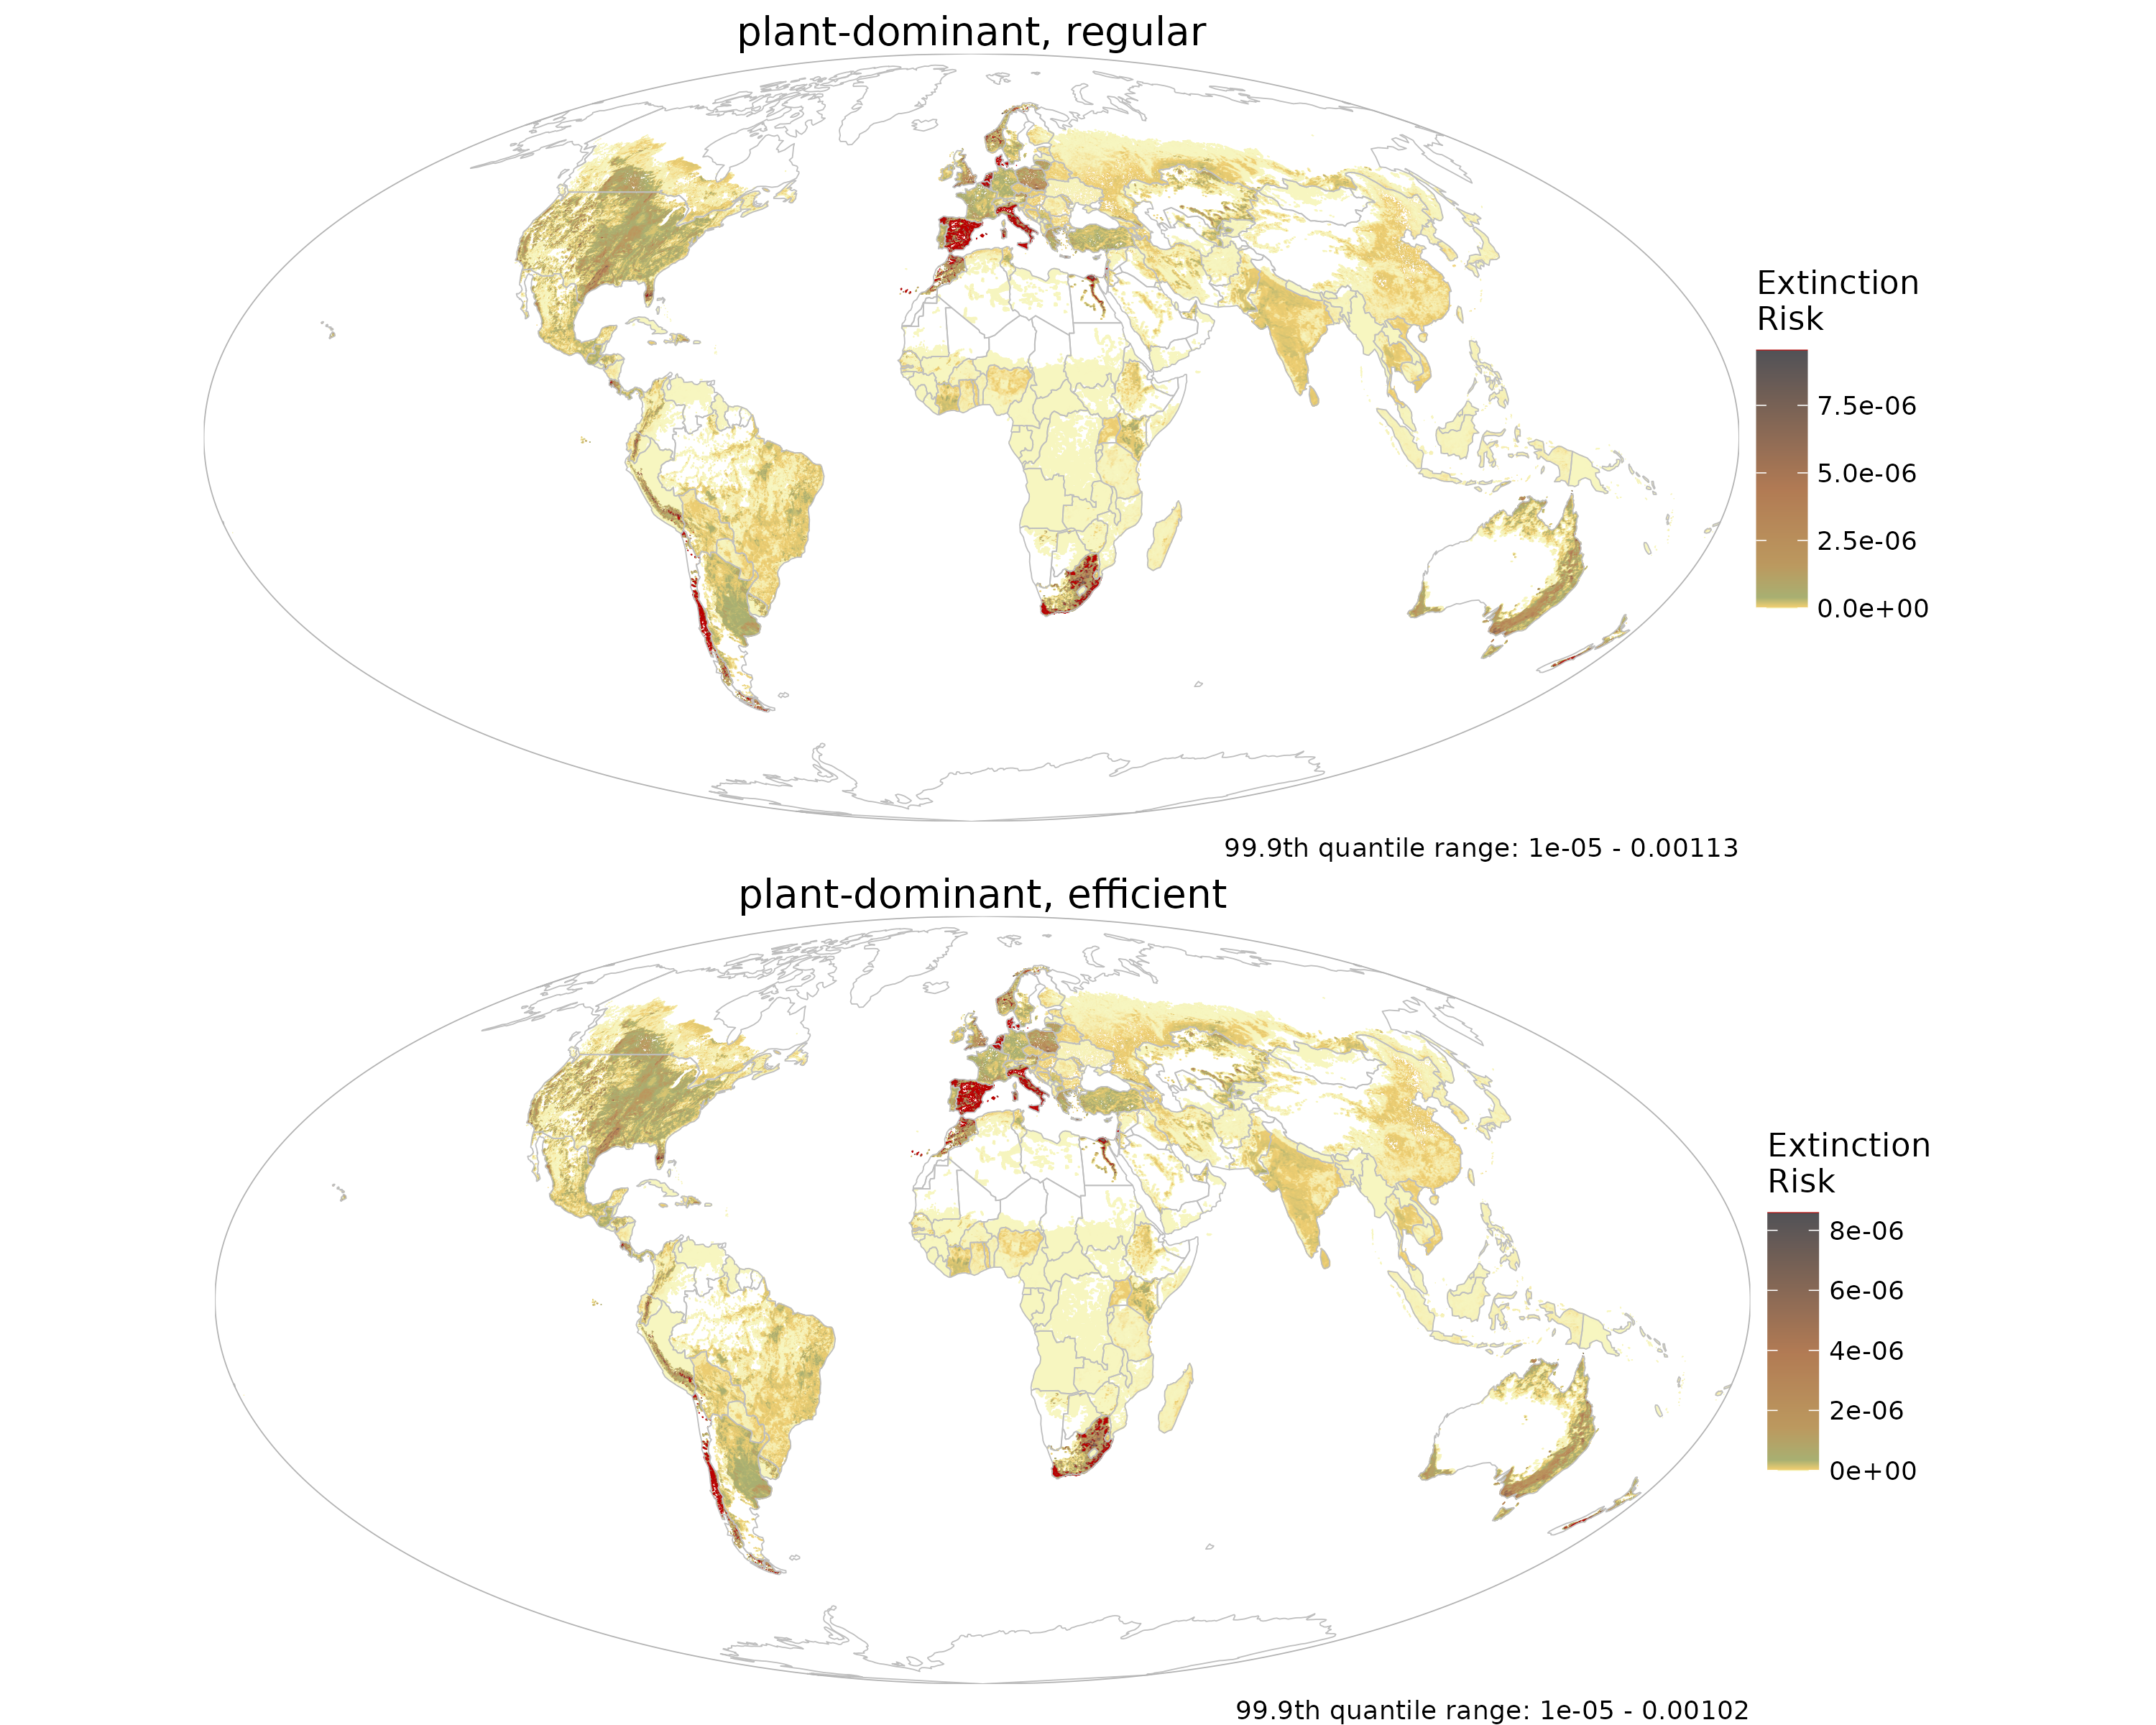 plant-dominant, regular
Extinction
Risk
7.5e-06
5.0e-06
2.5e-06
0.0e+00
99.9th quantile range: 1e-05 - 0.00113
plant-dominant, efficient
Extinction
Risk
8e-06
6e-06
4e-06
2e-06
0e+00
99.9th quantile range: 1e-05 - 0.00102